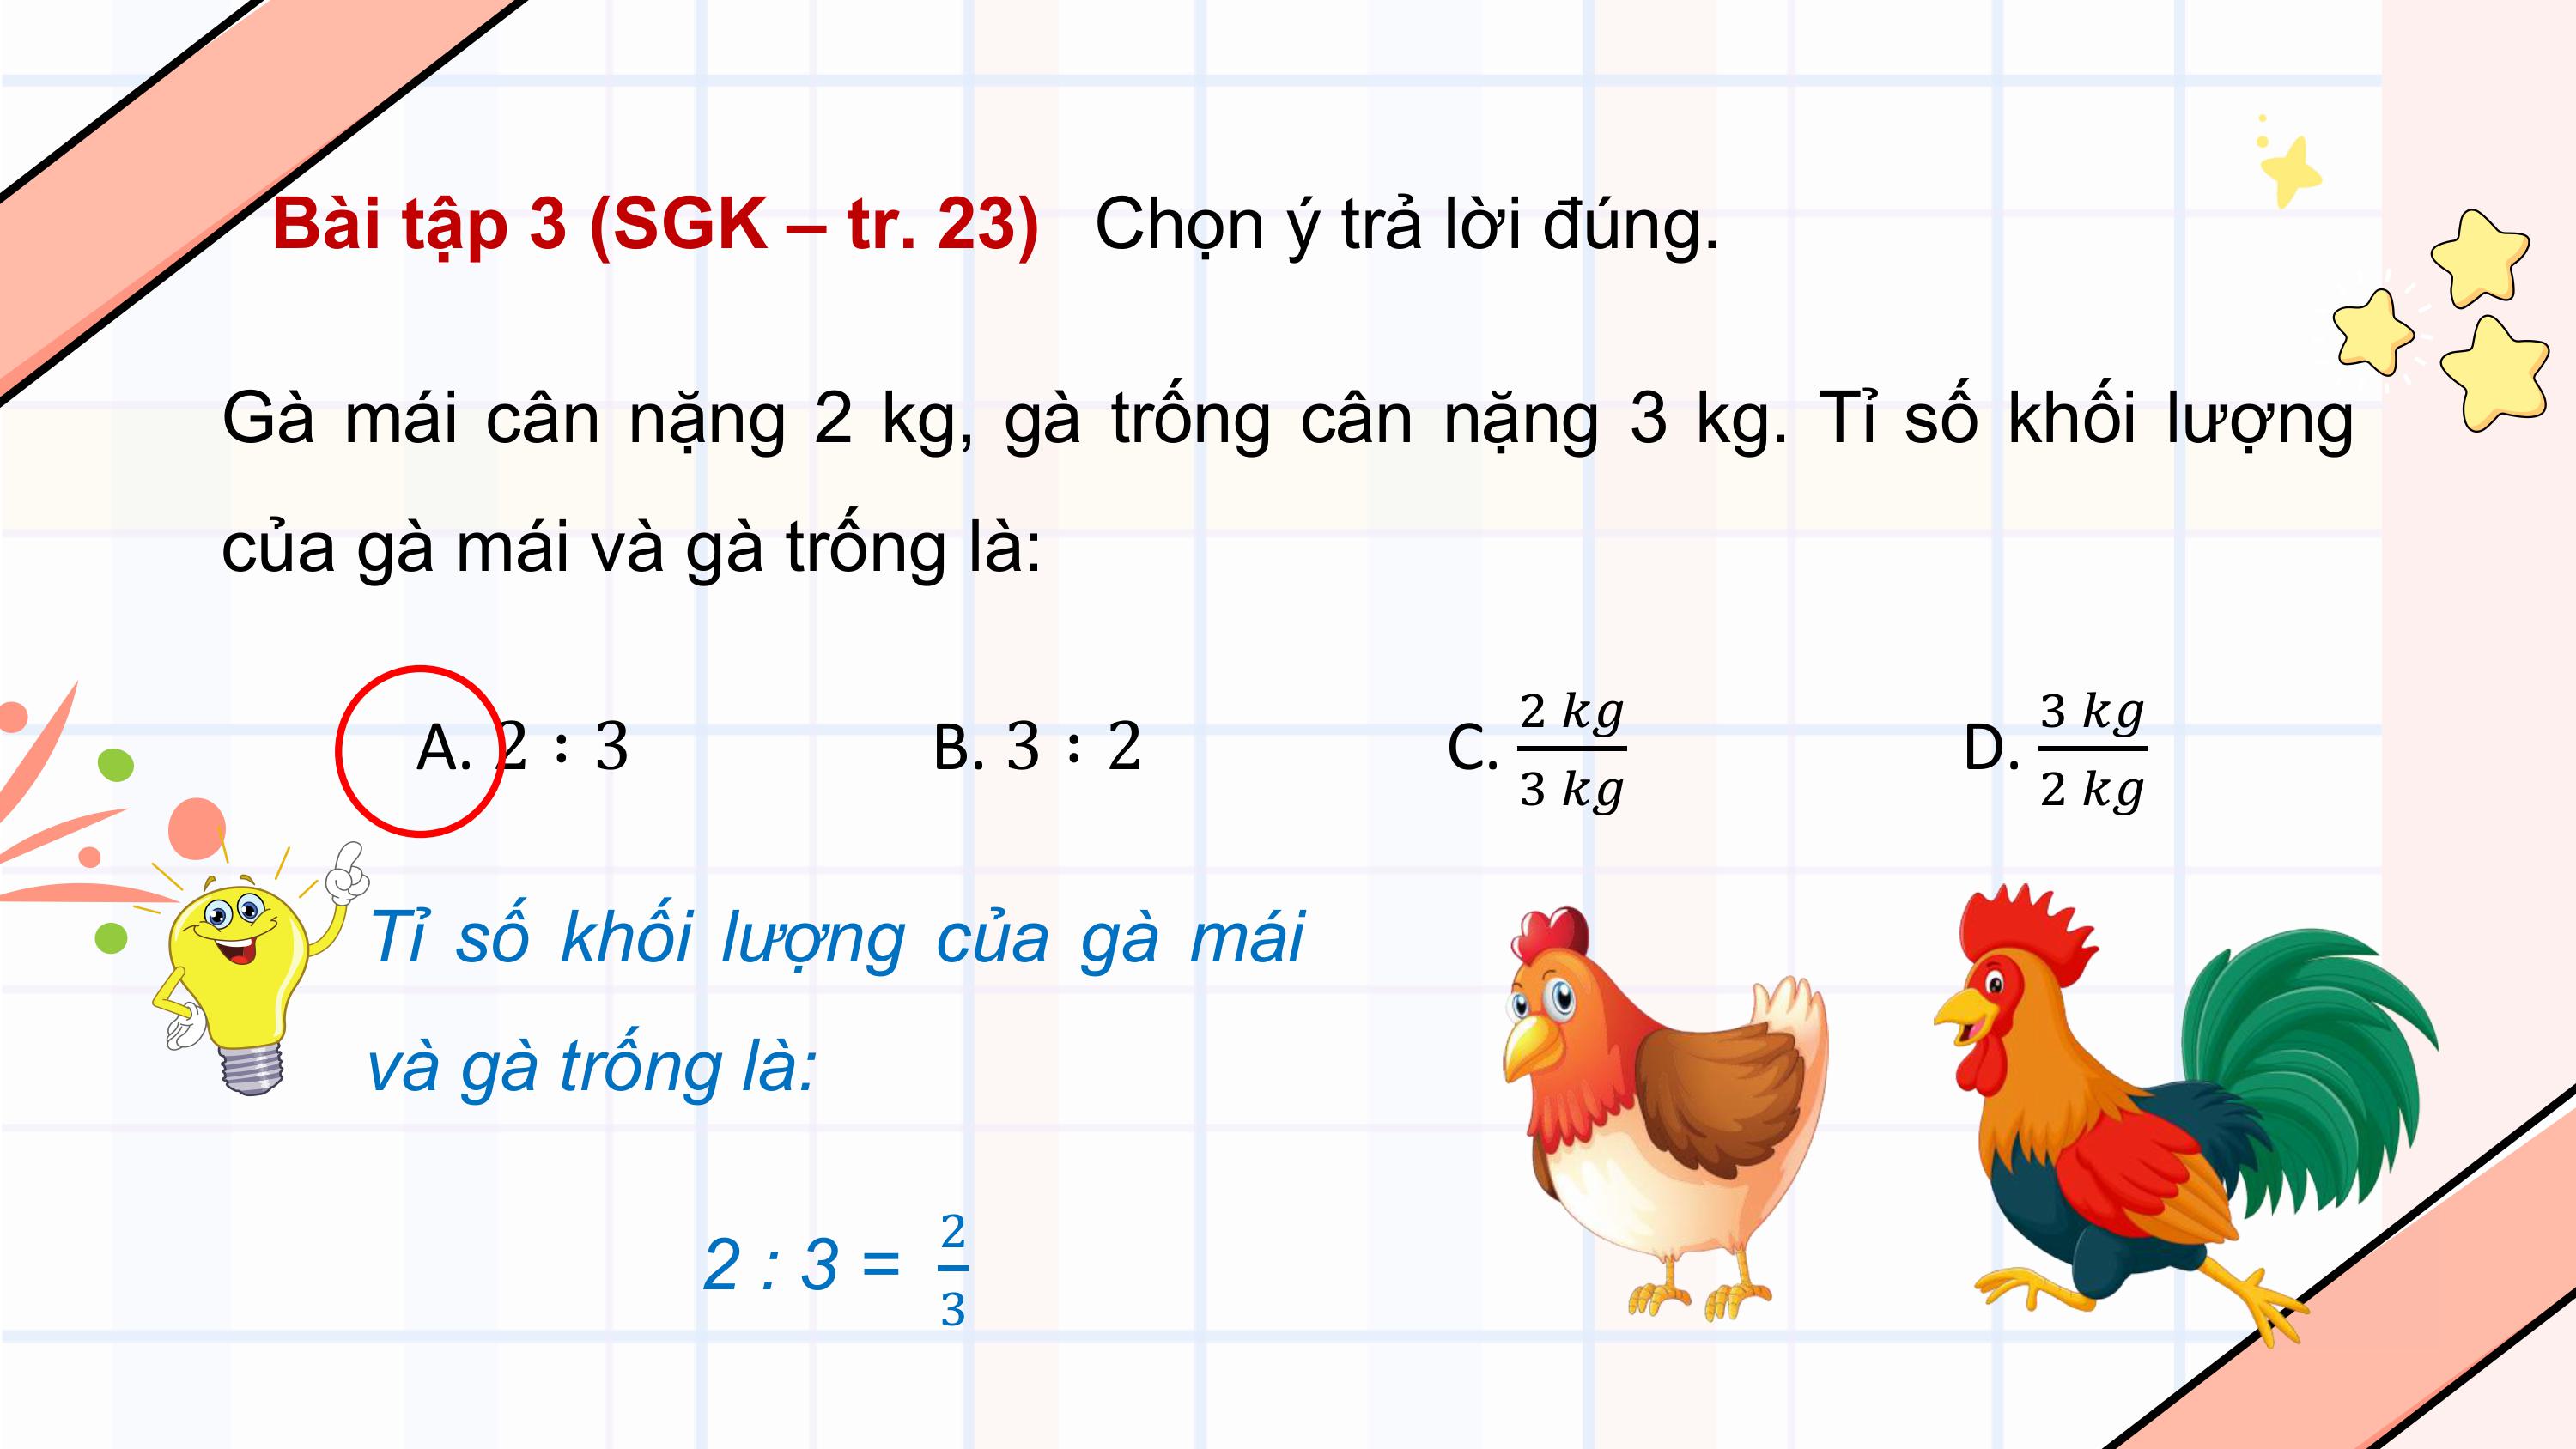 Bài tập 3 (SGK – tr. 23) Chọn ý trả lời đúng.
Gà mái cân nặng 2 kg, gà trống cân nặng 3 kg. Tỉ số khối lượng
của gà mái và gà trống là:
A. 2 : 3 B. 3 : 2 C. 2 kg / 3 kg D. 3 kg / 2 kg
Tỉ số khối lượng của gà mái
và gà trống là:
2 : 3 = 2/3